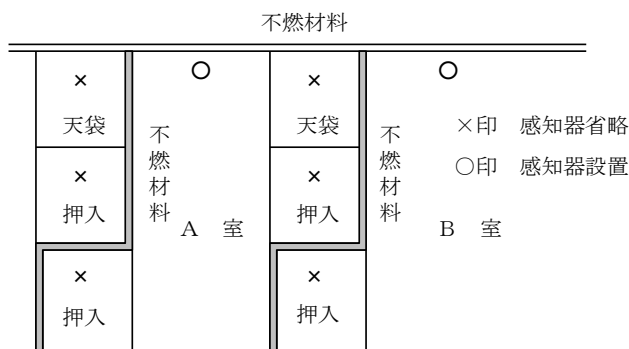 不燃材料
×
天袋
×
押入
×
押入
不燃材料
○
A 室
×
天袋
×
押入
×
押入
不燃材料
○
B 室
×印 感知器省略
○印 感知器設置